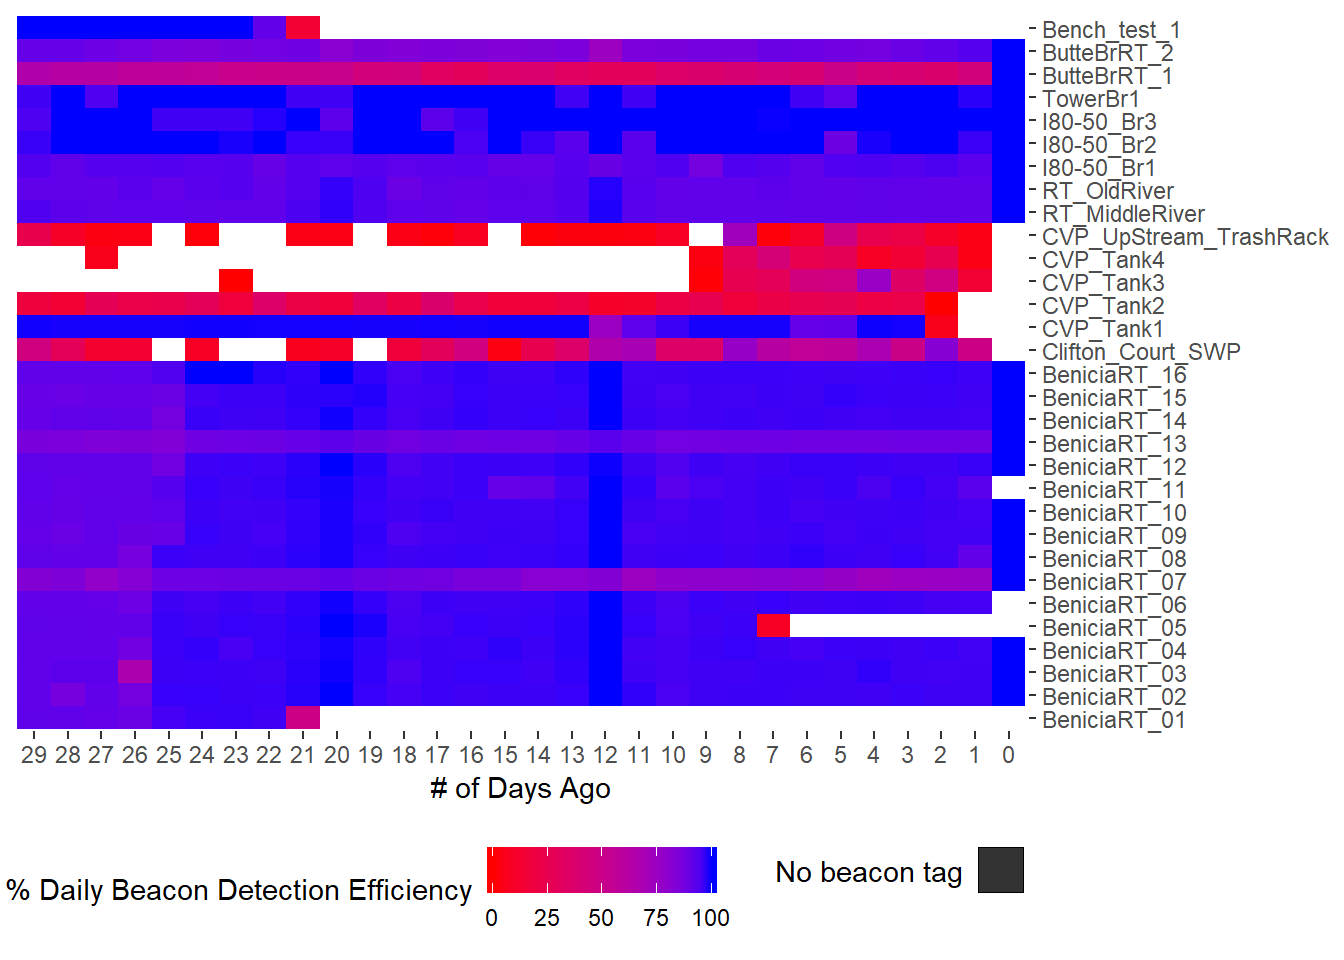 Bench_test_1
ButteBrRT_2
ButteBrRT_1
TowerBr1
I80-50_Br3
I80-50_Br2
I80-50_Br1
RT_OldRiver
RT_MiddleRiver
CVP_UpStream_TrashRack
CVP_Tank4
CVP_Tank3
CVP_Tank2
CVP_Tank1
Clifton_Court_SWP
BeniciaRT_16
BeniciaRT_15
BeniciaRT_14
BeniciaRT_13
BeniciaRT_12
BeniciaRT_11
BeniciaRT_10
BeniciaRT_09
BeniciaRT_08
BeniciaRT_07
BeniciaRT_06
BeniciaRT_05
BeniciaRT_04
BeniciaRT_03
BeniciaRT_02
BeniciaRT_01
29 28 27 26 25 24 23 22 21 20 19 18 17 16 15 14 13 12 11 10 9 8 7 6 5 4 3 2 1 0
# of Days Ago
% Daily Beacon Detection Efficiency
0 25 50 75 100
No beacon tag